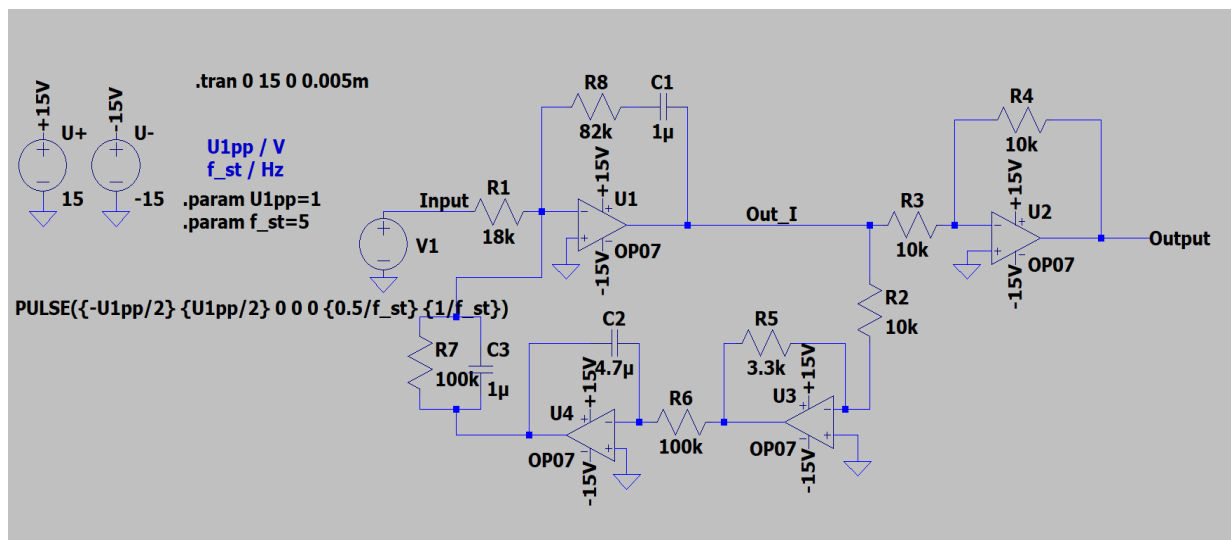 .tran 0 15 0 0.005m
+15V
U+
15
-15V
U-
-15
U1pp / V
f_st / Hz
.param U1pp=1
.param f_st=5
Input
V1
PULSE({-U1pp/2} {U1pp/2} 0 0 0 {0.5/f_st} {1/f_st})
R1
18k
R8
82k
C1
1µ
+15V
U1
-15V
OP07
Out_I
R3
10k
R4
10k
+15V
U2
-15V
OP07
Output
R2
10k
R7
100k
C3
1µ
C2
4.7µ
+15V
U4
OP07
-15V
R6
100k
R5
3.3k
+15V
U3
OP07
-15V